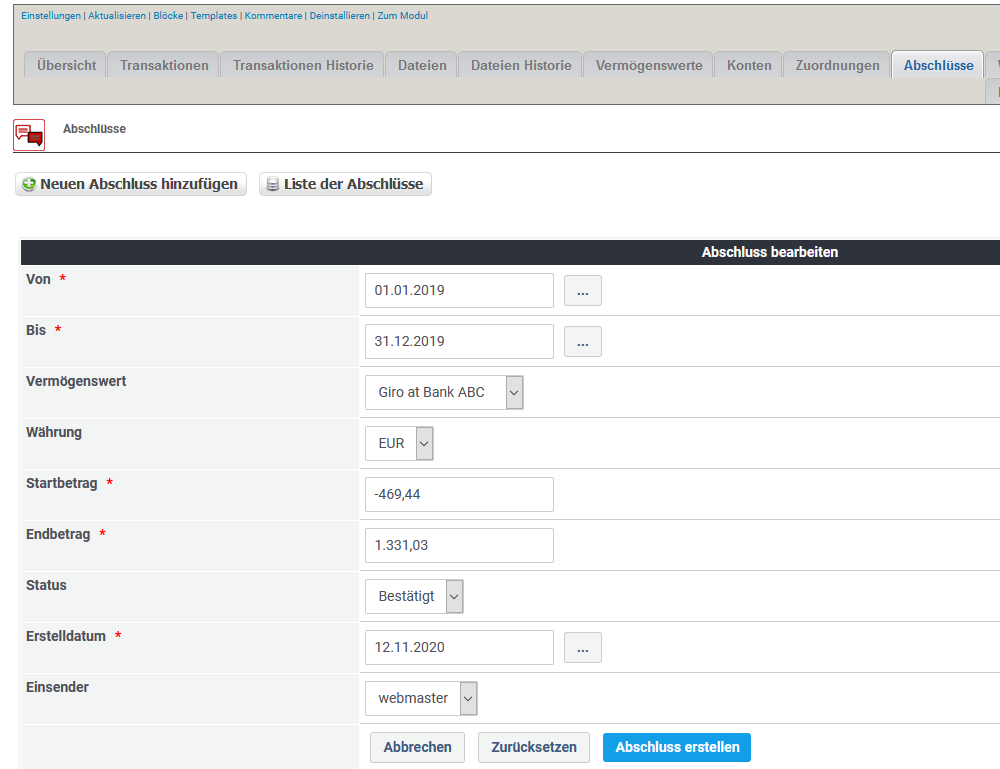 Einstellungen | Aktualisieren | Blöcke | Templates | Kommentare | Deinstallieren | Zum Modul
Übersicht Transaktionen Transaktionen Historie Dateien Dateien Historie Vermögenswerte Konten Zuordnungen Abschlüsse
Abschlüsse
Neuen Abschluss hinzufügen Liste der Abschlüsse
Abschluss bearbeiten
Von * 01.01.2019 ...
Bis * 31.12.2019 ...
Vermögenswert Giro at Bank ABC
Währung EUR
Startbetrag * -469,44
Endbetrag * 1.331,03
Status Bestätigt
Erstelldatum * 12.11.2020 ...
Einsender webmaster
Abbrechen Zurücksetzen Abschluss erstellen